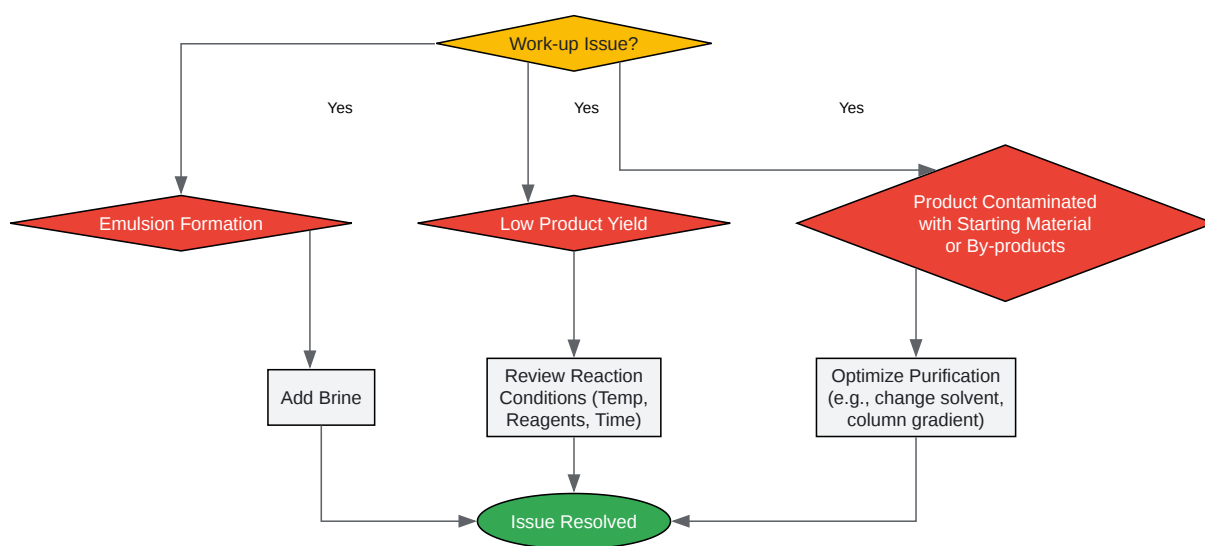 Work-up Issue?
Yes
Yes
Yes
Emulsion Formation
Low Product Yield
Product Contaminated
with Starting Material
or By-products
Add Brine
Review Reaction
Conditions (Temp,
Reagents, Time)
Optimize Purification
(e.g., change solvent,
column gradient)
Issue Resolved